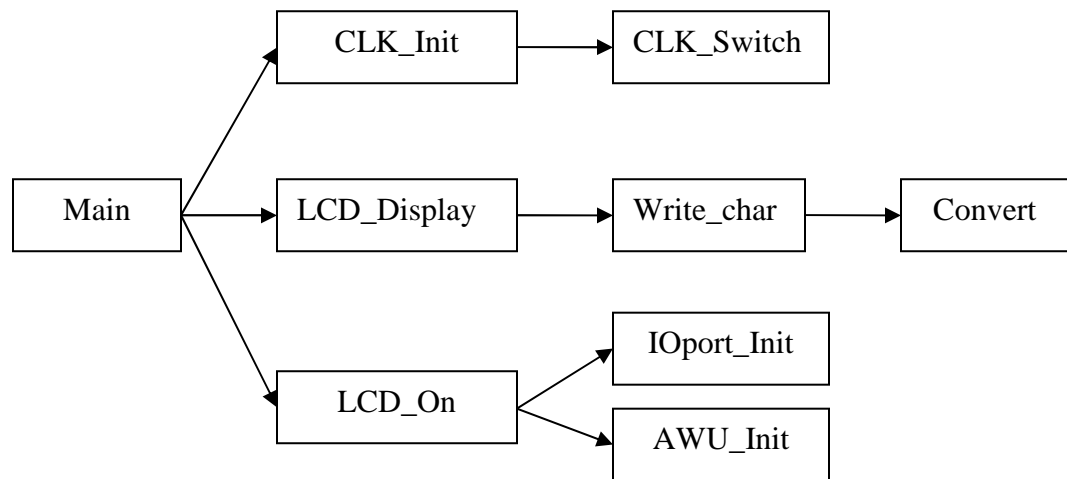 CLK_Init
CLK_Switch
Main
LCD_Display
Write_char
Convert
IOport_Init
LCD_On
AWU_Init